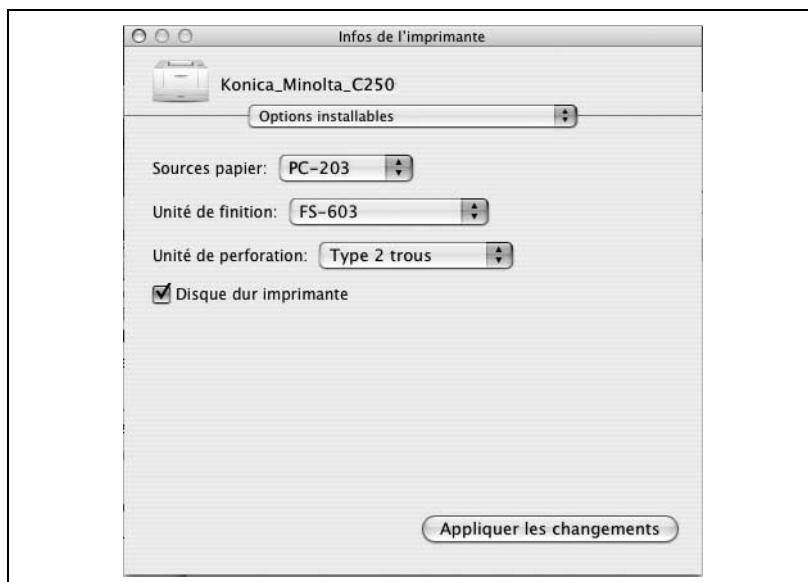 Infos de l'imprimante
Konica_Minolta_C250
Options installables
Sources papier: PC-203
Unité de finition: FS-603
Unité de perforation: Type 2 trous
Disque dur imprimante
Appliquer les changements